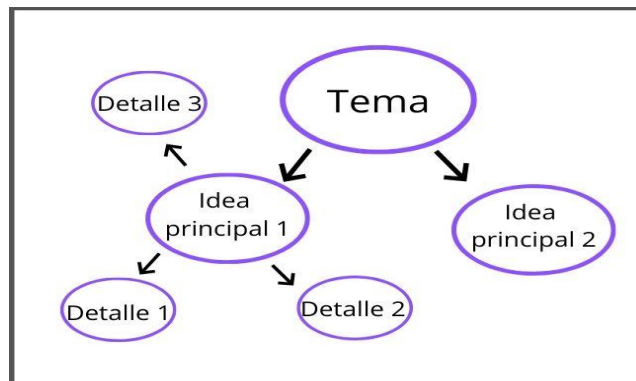 Tema
Detalle 3
Idea
principal 1
Idea
principal 2
Detalle 1
Detalle 2